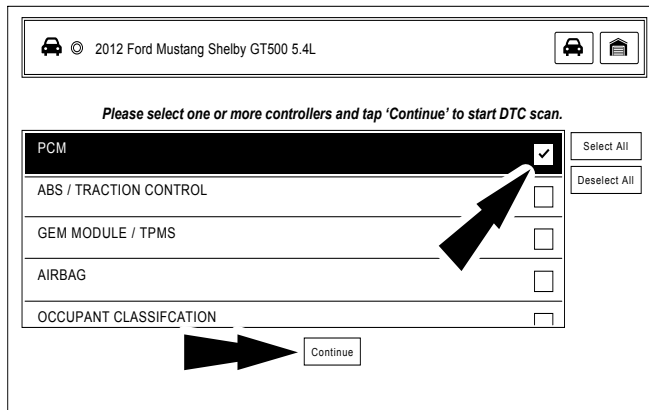 2012 Ford Mustang Shelby GT500 5.4L
Please select one or more controllers and tap ‘Continue’ to start DTC scan.
PCM
Select All
Deselect All
ABS / TRACTION CONTROL
GEM MODULE / TPMS
AIRBAG
OCCUPANT CLASSIFCATION
Continue